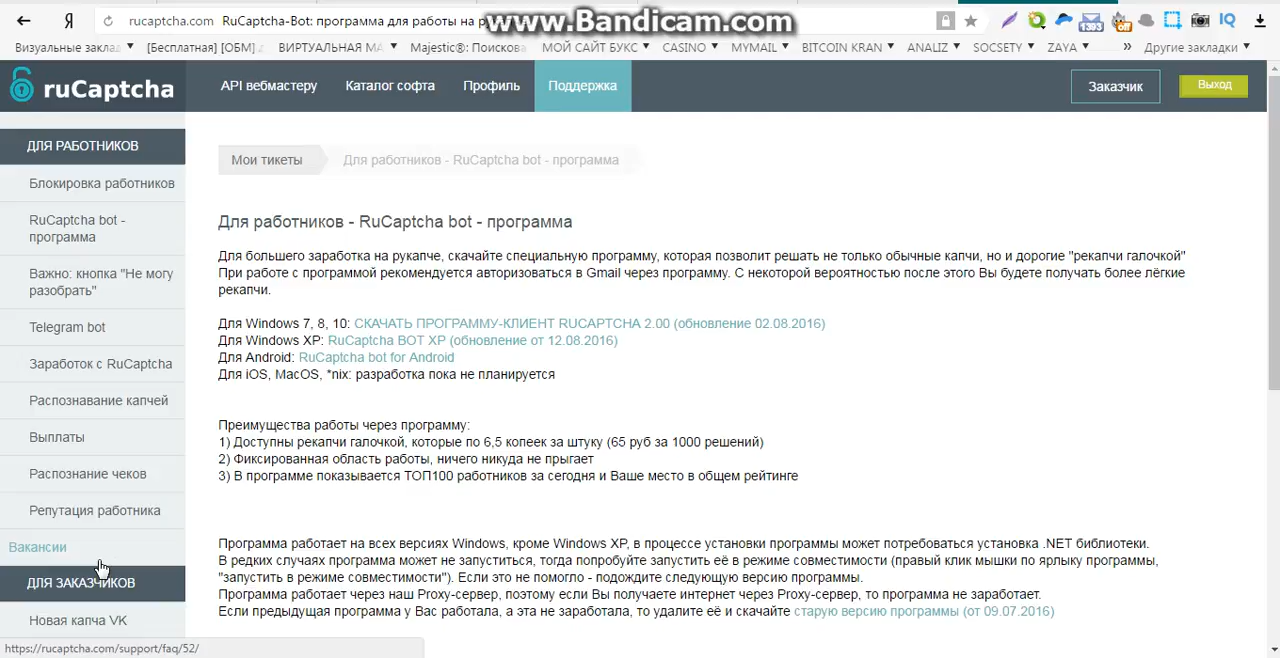 rucaptcha.com RuCaptcha-Bot: программа для работы на
www.Bandicam.com
1393
off
IQ
Визуальные заклад
[Бесплатная] [ОБМ]
ВИРТУАЛЬНАЯ МА
Majestic®: Поискова
МОЙ САЙТ БУКС
CASINO
MYMAIL
BITCOIN KRAN
ANALIZ
SOCSETY
ZAYA
» Другие закладки
ruCaptcha
API вебмастеру
Каталог софта
Профиль
Поддержка
Заказчик
Выход
ДЛЯ РАБОТНИКОВ
Блокировка работников
RuCaptcha bot -
программа
Важно: кнопка "Не могу
разобрать"
Telegram bot
Заработок с RuCaptcha
Распознавание капчей
Выплаты
Распознание чеков
Репутация работника
Вакансии
ДЛЯ ЗАКАЗЧИКОВ
Новая капча VK
https://rucaptcha.com/support/faq/52/
Мои тикеты
Для работников - RuCaptcha bot - программа
Для работников - RuCaptcha bot - программа
Для большего заработка на рукапче, скачайте специальную программу, которая позволит решать не только обычные капчи, но и дорогие "рекапчи галочкой"
При работе с программой рекомендуется авторизоваться в Gmail через программу. С некоторой вероятностью после этого Вы будете получать более лёгкие
рекапчи.
Для Windows 7, 8, 10: СКАЧАТЬ ПРОГРАММУ-КЛИЕНТ RUCAPTCHA 2.00 (обновление 02.08.2016)
Для Windows XP: RuCaptcha BOT XP (обновление от 12.08.2016)
Для Android: RuCaptcha bot for Android
Для iOS, MacOS, *nix: разработка пока не планируется
Преимущества работы через программу:
1) Доступны рекапчи галочкой, которые по 6,5 копеек за штуку (65 руб за 1000 решений)
2) Фиксированная область работы, ничего никуда не прыгает
3) В программе показывается ТОП100 работников за сегодня и Ваше место в общем рейтинге
Программа работает на всех версиях Windows, кроме Windows XP, в процессе установки программы может потребоваться установка .NET библиотеки.
В редких случаях программа может не запуститься, тогда попробуйте запустить её в режиме совместимости (правый клик мышки по ярлыку программы,
"запустить в режиме совместимости"). Если это не помогло - подождите следующую версию программы.
Программа работает через наш Proxy-сервер, поэтому если Вы получаете интернет через Proxy-сервер, то программа не заработает.
Если предыдущая программа у Вас работала, а эта не заработала, то удалите её и скачайте старую версию программы (от 09.07.2016)